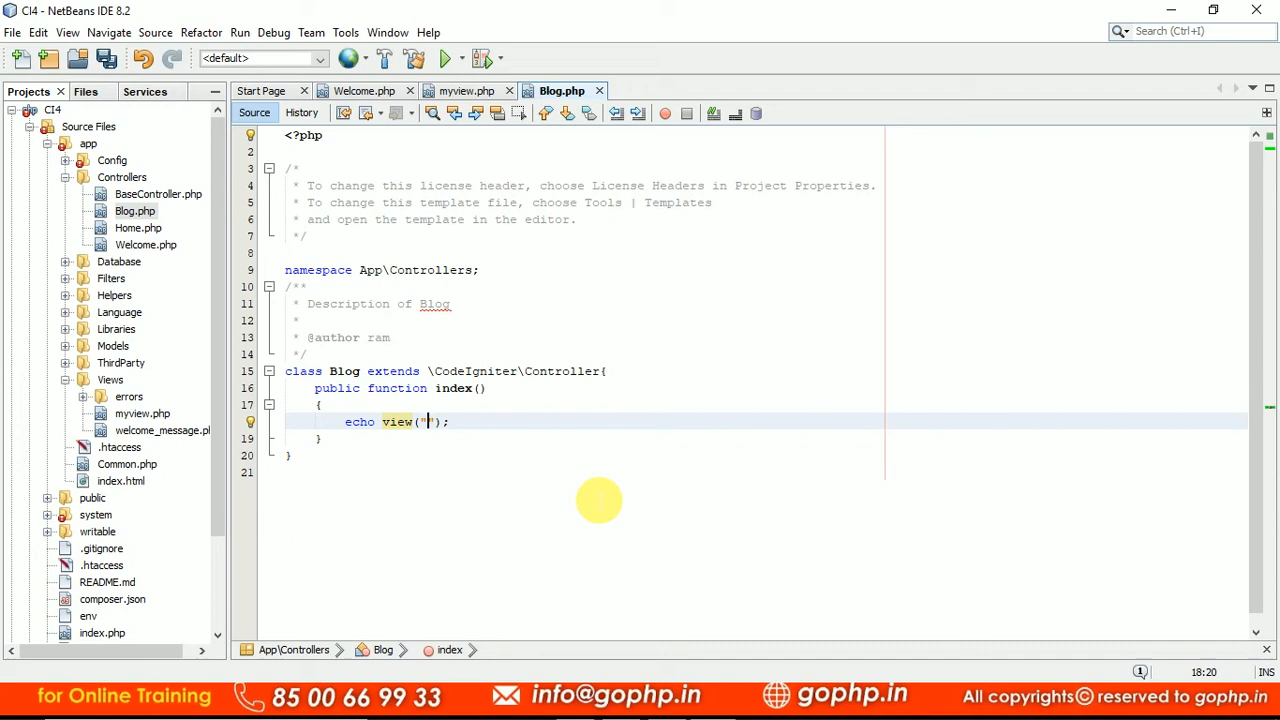 CI4 - NetBeans IDE 8.2
File Edit View Navigate Source Refactor Run Debug Team Tools Window Help
Search (Ctrl+I)
<default>
Projects Files Services
Start Page Welcome.php myview.php Blog.php
Source History
CI4
Source Files
app
Config
Controllers
BaseController.php
Blog.php
Home.php
Welcome.php
Database
Filters
Helpers
Language
Libraries
Models
ThirdParty
Views
errors
myview.php
welcome_message.pl
.htaccess
Common.php
index.html
public
system
writable
.gitignore
.htaccess
README.md
composer.json
env
index.php
<?php
2
3 /*
4 * To change this license header, choose License Headers in Project Properties.
5 * To change this template file, choose Tools | Templates
6 * and open the template in the editor.
7 */
8
9 namespace App\Controllers;
10 /**
11 * Description of Blog
12 *
13 * @author ram
14 */
15 class Blog extends \CodeIgniter\Controller{
16 public function index()
17 {
echo view("");
19 }
20 }
21
App\Controllers Blog index
1 18:20 INS
for Online Training 85 00 66 99 33 info@gophp.in gophp.in All copyrights© reserved to gophp.in